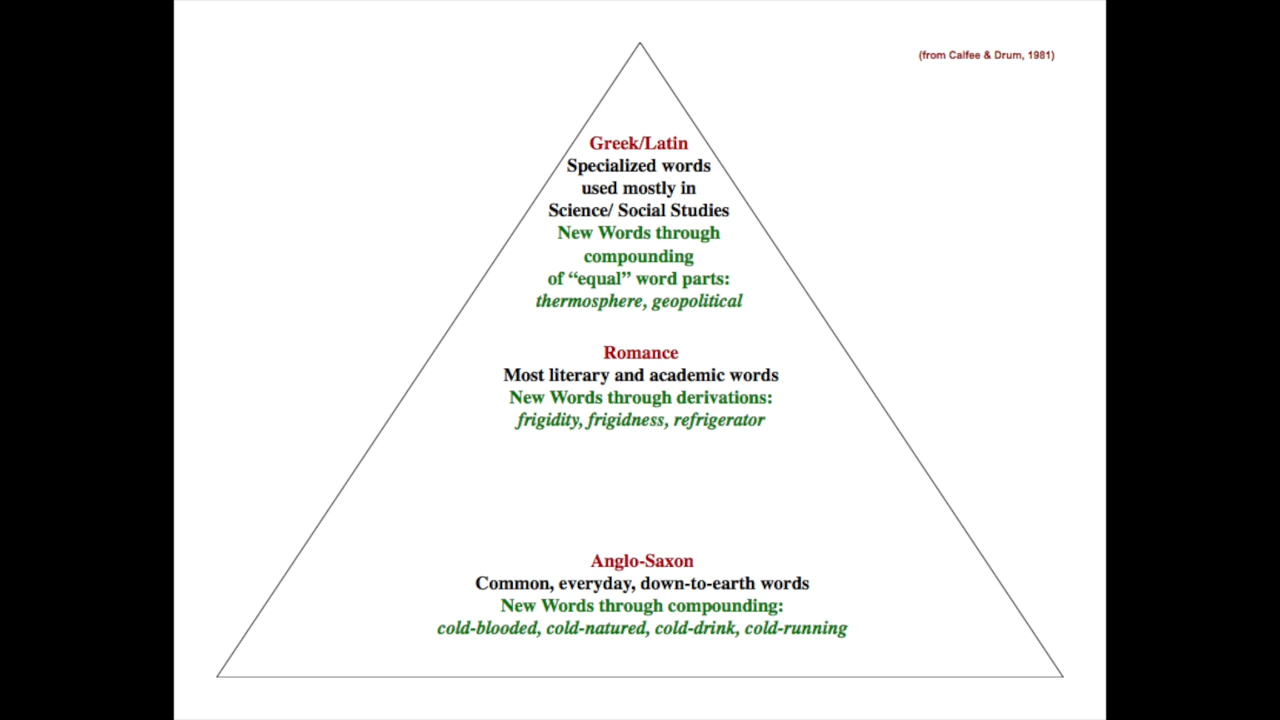 (from Calfee & Drum, 1981)
Greek/Latin
Specialized words
used mostly in
Science/ Social Studies
New Words through
compounding
of “equal” word parts:
thermosphere, geopolitical
Romance
Most literary and academic words
New Words through derivations:
frigidity, frigidness, refrigerator
Anglo-Saxon
Common, everyday, down-to-earth words
New Words through compounding:
cold-blooded, cold-natured, cold-drink, cold-running